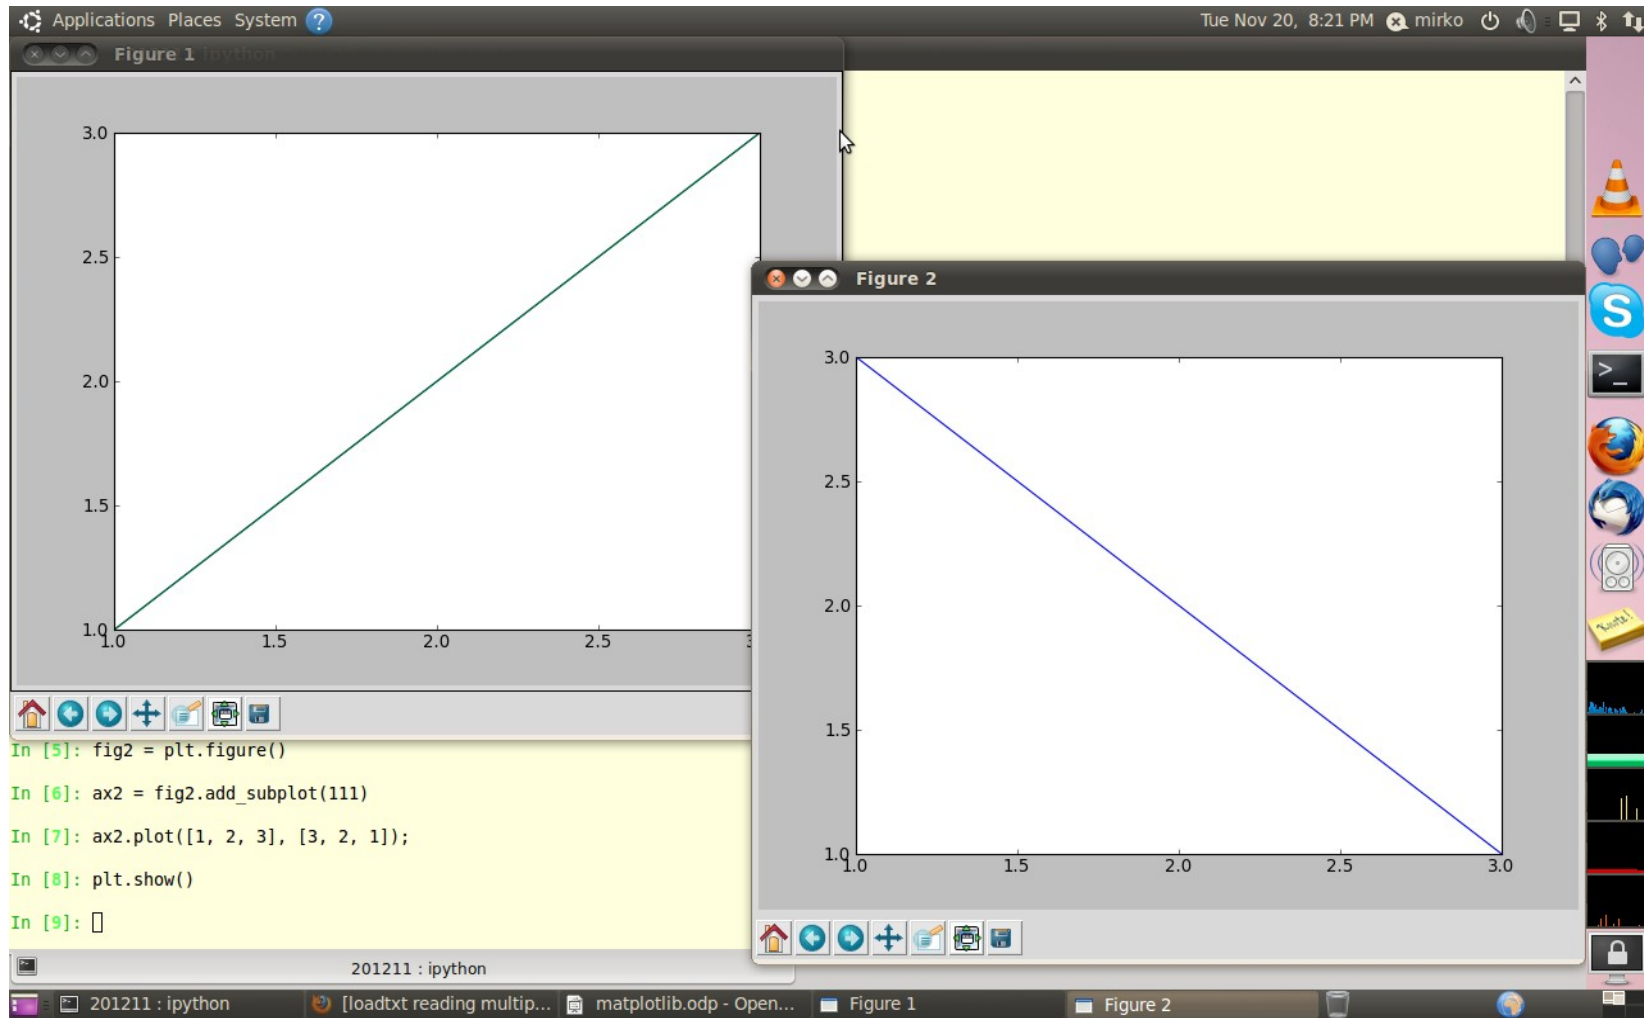 Applications Places System ?
Tue Nov 20, 8:21 PM mirko
Figure 1 ipython
3.0
2.5
2.0
1.5
1.0
1.0 1.5 2.0 2.5
Figure 2
3.0
2.5
2.0
1.5
1.0
1.0 1.5 2.0 2.5 3.0
In [5]: fig2 = plt.figure()
In [6]: ax2 = fig2.add_subplot(111)
In [7]: ax2.plot([1, 2, 3], [3, 2, 1]);
In [8]: plt.show()
In [9]:
201211 : ipython
S
>_
Knote!
201211 : ipython [loadtxt reading multip... matplotlib.odp - Open... Figure 1 Figure 2